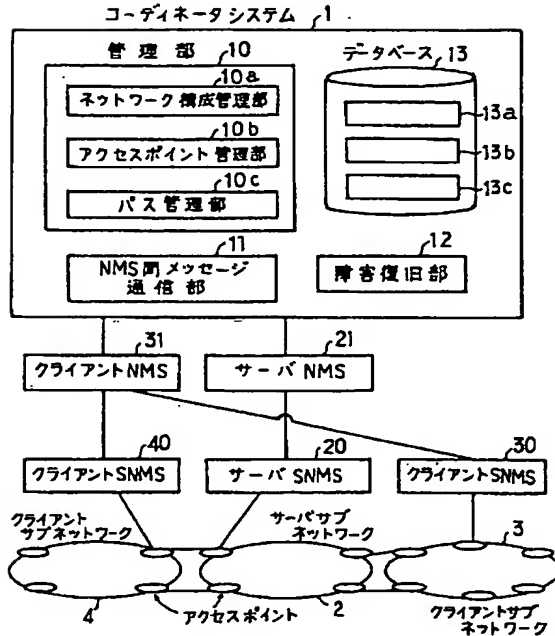 コーディネータシステム 1
管理部 10
データベース 13
10a
ネットワーク構成管理部
13a
10b
アクセスポイント管理部
13b
10c
パス管理部
13c
11
NMS間メッセージ
通信部
12
障害復旧部
31
クライアントNMS
21
サーバNMS
40
クライアントSNMS
20
サーバSNMS
30
クライアントSNMS
クライアント
サブネットワーク
サーバサブ
ネットワーク
3
4
アクセスポイント
2
クライアントサブ
ネットワーク